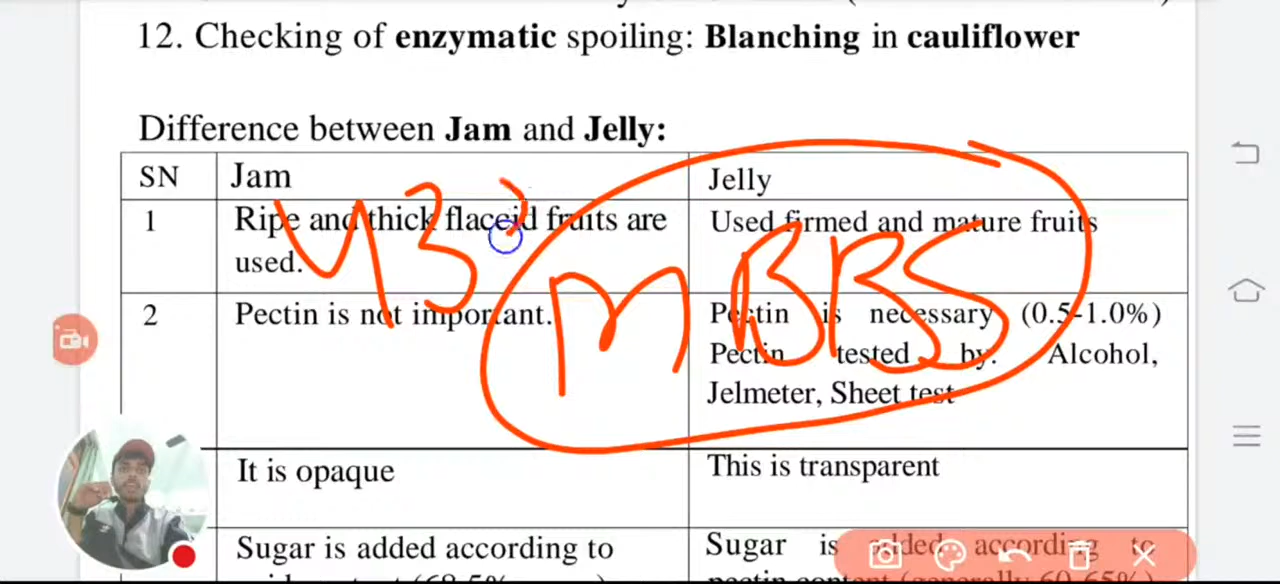 12. Checking of enzymatic spoiling: Blanching in cauliflower
Difference between Jam and Jelly:
SN Jam Jelly
1 Ripe and thick flaccid fruits are used. Used firmed and mature fruits
2 Pectin is not important. Pectin is necessary (0.5-1.0%) Pectin tested by: Alcohol, Jelmeter, Sheet test
It is opaque This is transparent
Sugar is added according to Sugar is added according to
MBBS